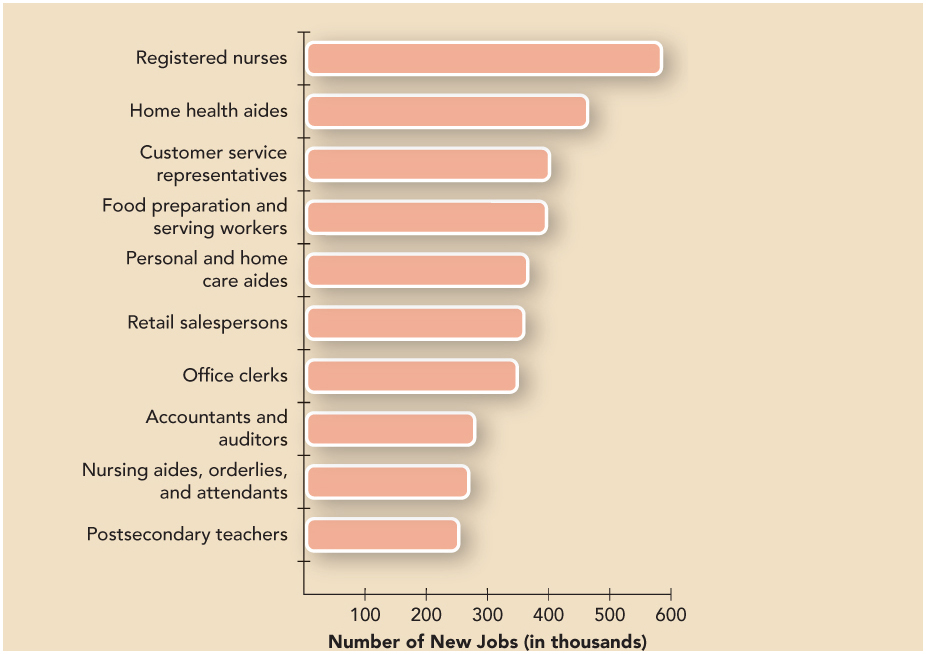 Registered nurses
Home health aides
Customer service
representatives
Food preparation and
serving workers
Personal and home
care aides
Retail salespersons
Office clerks
Accountants and
auditors
Nursing aides, orderlies,
and attendants
Postsecondary teachers
100 200 300 400 500 600
Number of New Jobs (in thousands)